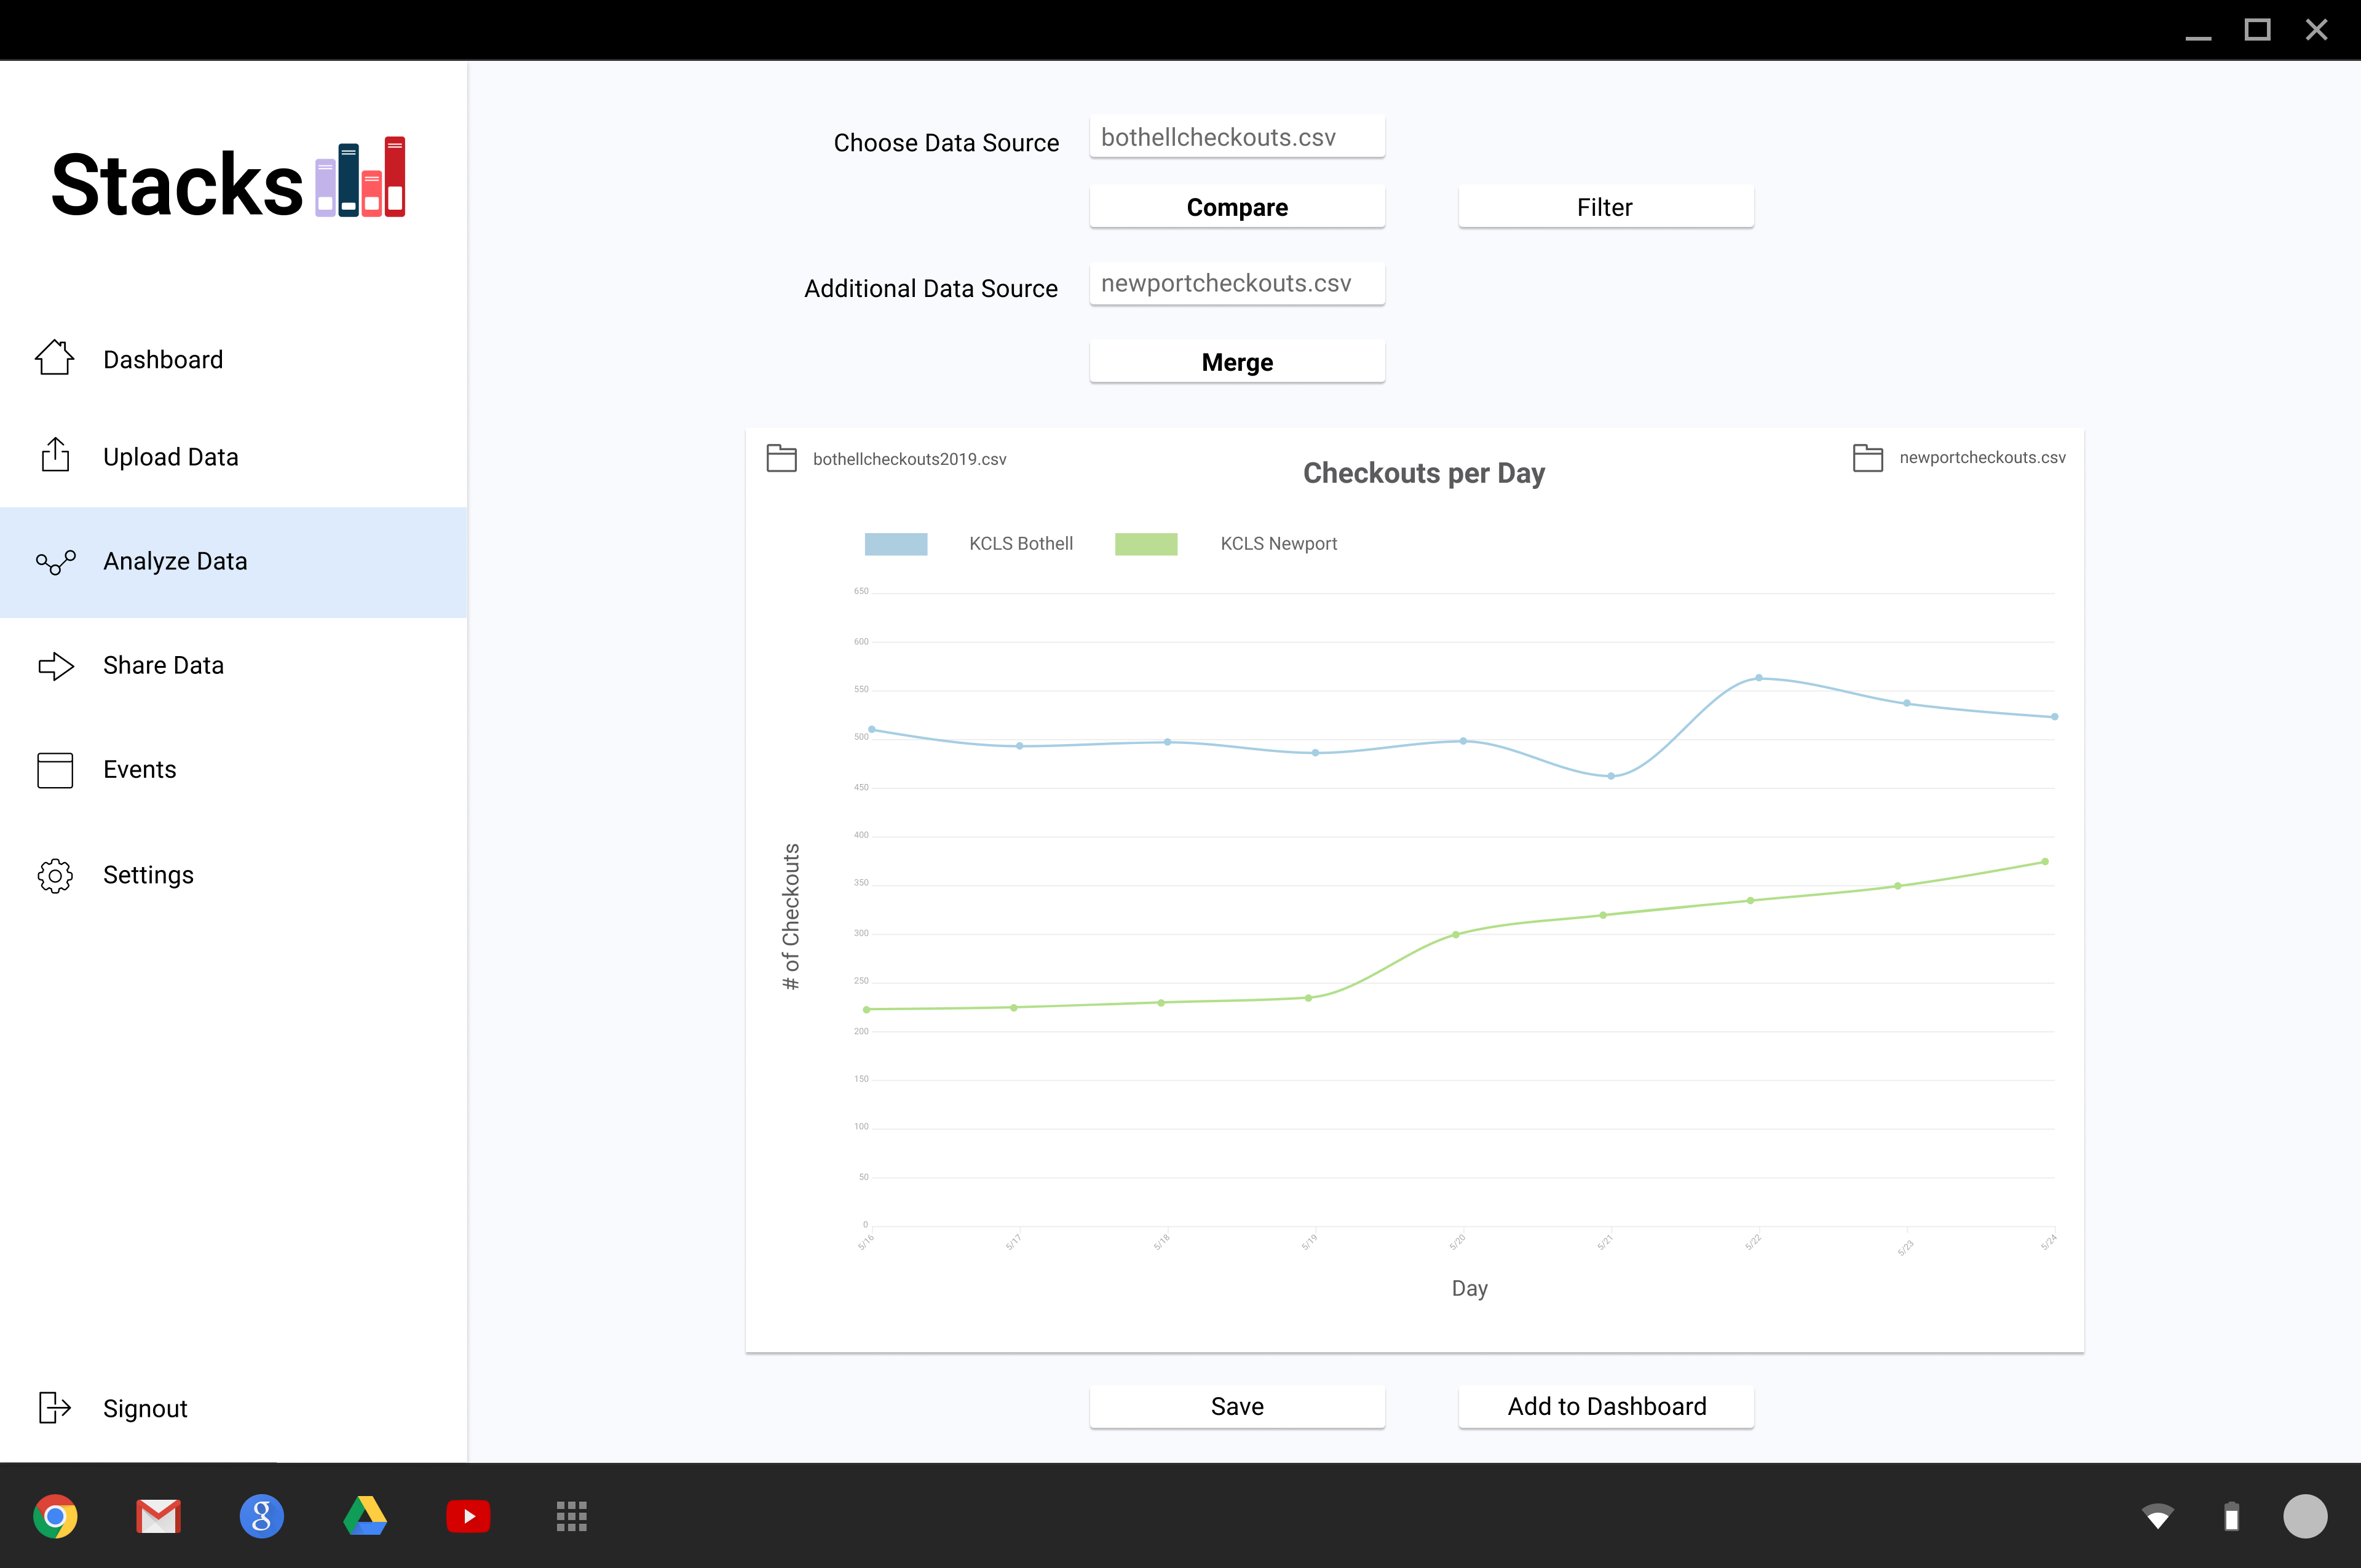 Stacks
Dashboard
Upload Data
Analyze Data
Share Data
Events
Settings
Signout
Choose Data Source
bothellcheckouts.csv
Compare
Filter
Additional Data Source
newportcheckouts.csv
Merge
bothellcheckouts2019.csv
Checkouts per Day
newportcheckouts.csv
KCLS Bothell
KCLS Newport
# of Checkouts
650
600
550
500
450
400
350
300
250
200
150
100
50
0
5/16
5/17
5/18
5/19
5/20
5/21
5/22
5/23
5/24
Day
Save
Add to Dashboard
g